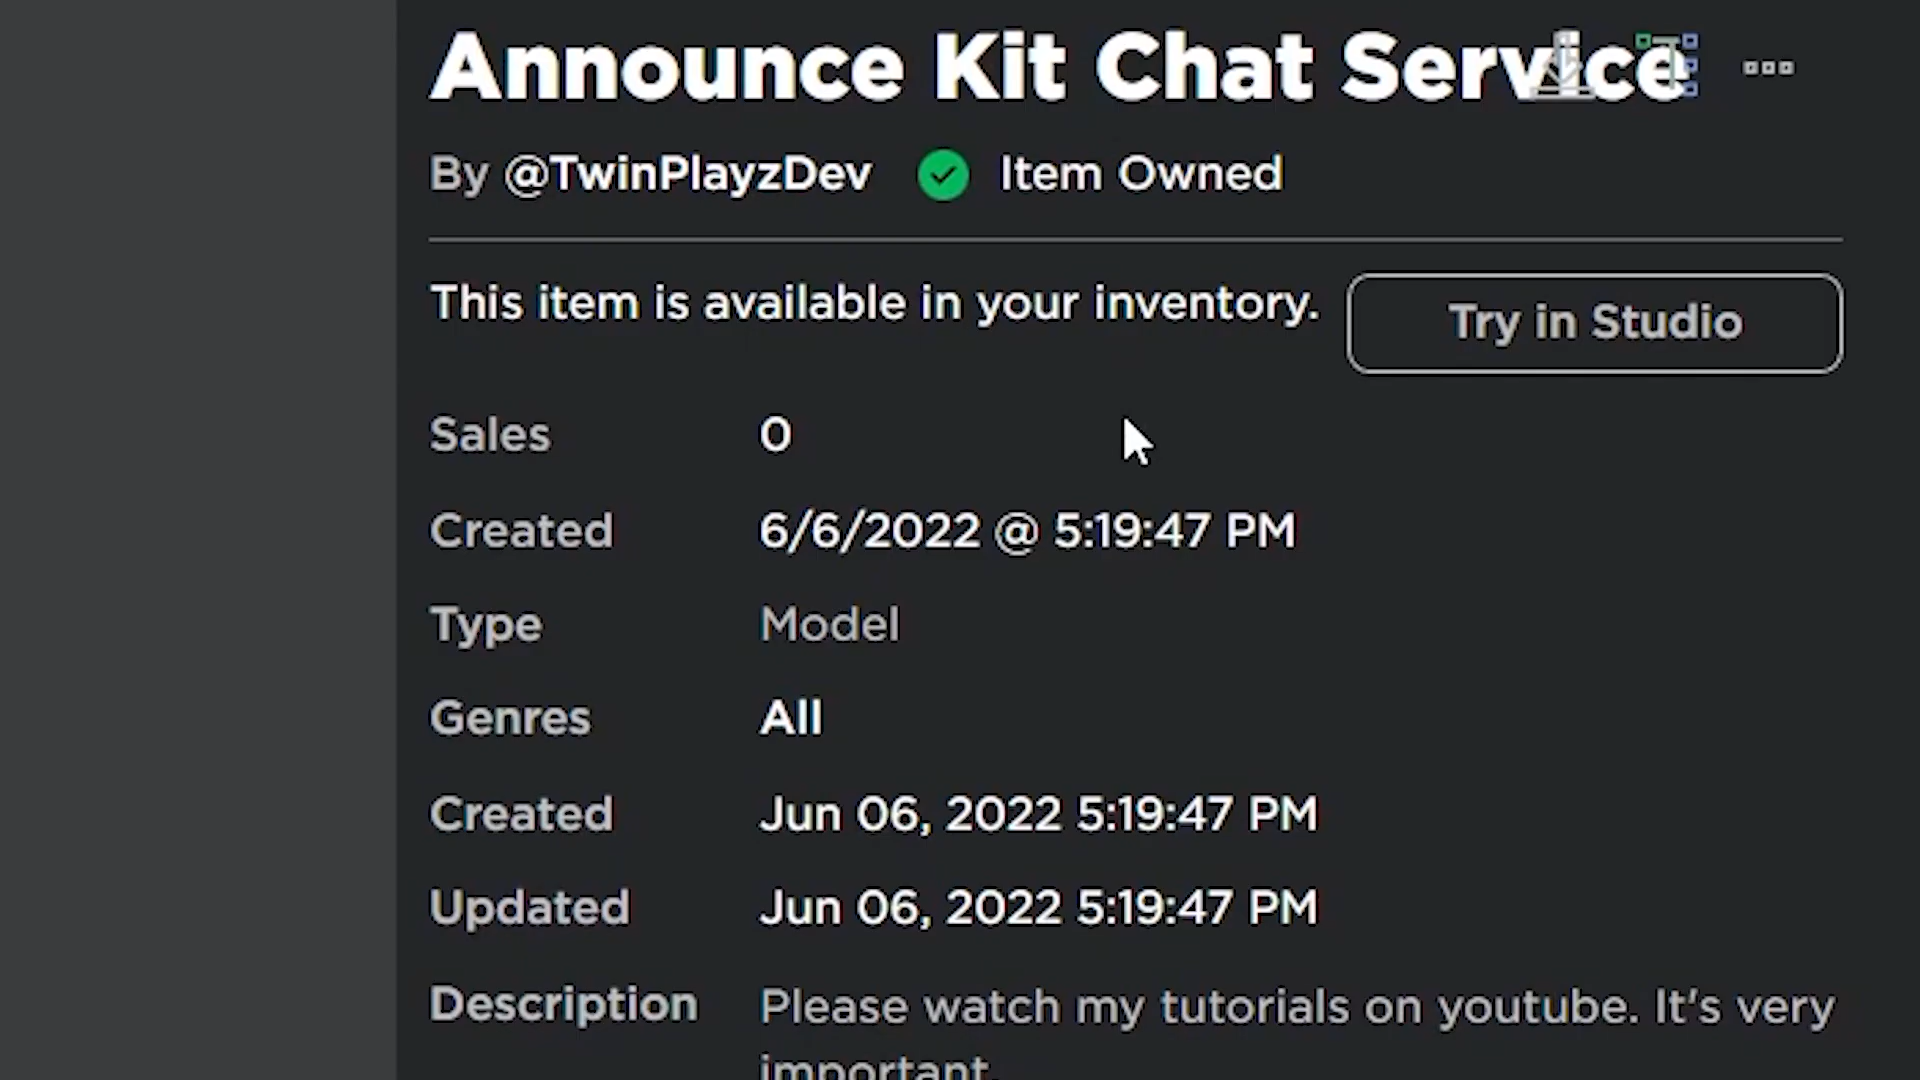 Announce Kit Chat Service
By @TwinPlayzDev Item Owned
This item is available in your inventory. Try in Studio
Sales 0
Created 6/6/2022 @ 5:19:47 PM
Type Model
Genres All
Created Jun 06, 2022 5:19:47 PM
Updated Jun 06, 2022 5:19:47 PM
Description Please watch my tutorials on youtube. It's very
important.